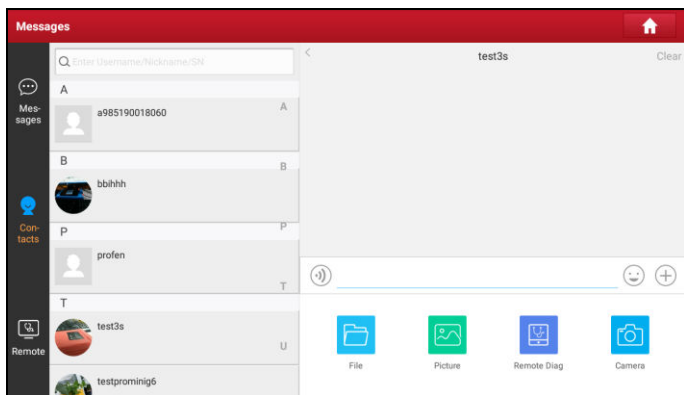 Messages
Enter Username/Nickname/SN
Mes-
sages
Con-
tacts
Remote
A
a985190018060
A
B
B
bbihhh
P
P
profen
T
T
test3s
U
testprominig6
test3s
Clear
File
Picture
Remote Diag
Camera